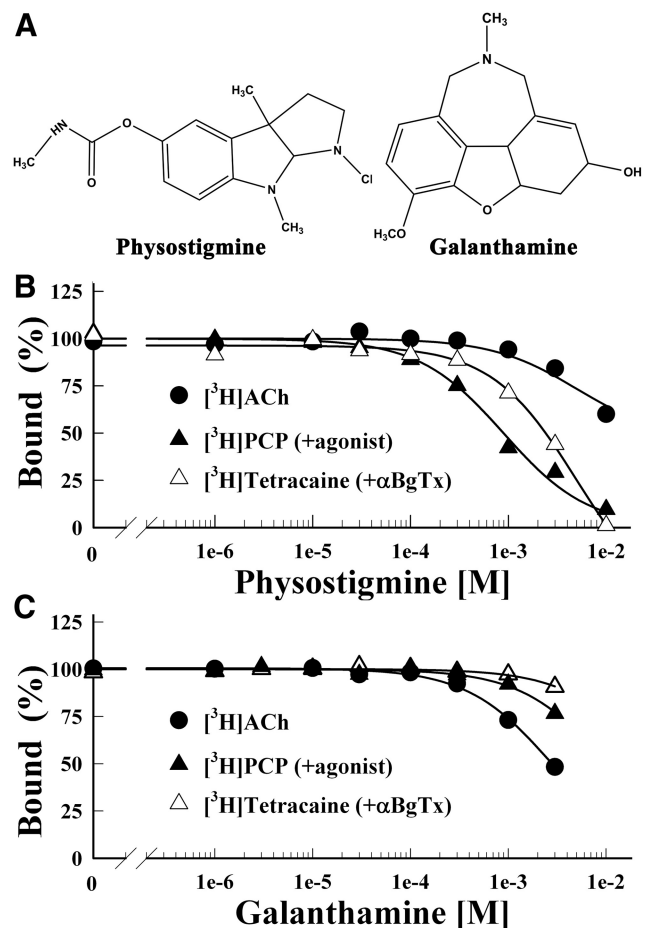 A
CH₃
N
H₃C
O
HN
O
N
Cl
H₃C
O
N
CH₃
OH
O
H₃CO
Physostigmine
Galanthamine
B
125
100
75
50
25
0
Bound (%)
[³H]ACh
[³H]PCP (+agonist)
[³H]Tetracaine (+αBgTx)
0 1e-6 1e-5 1e-4 1e-3 1e-2
Physostigmine [M]
C
125
100
75
50
25
0
Bound (%)
[³H]ACh
[³H]PCP (+agonist)
[³H]Tetracaine (+αBgTx)
0 1e-6 1e-5 1e-4 1e-3 1e-2
Galanthamine [M]